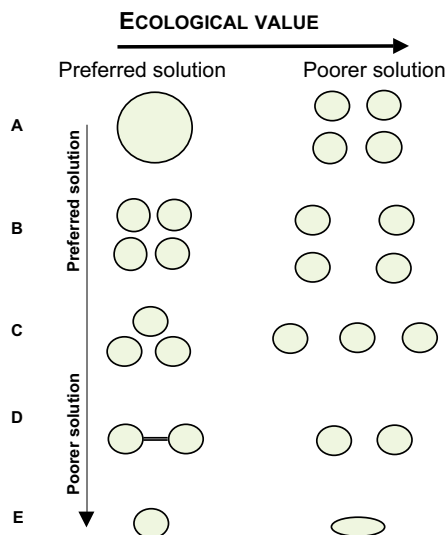 ECOLOGICAL VALUE
Preferred solution
Poorer solution
A
B
C
D
E
Preferred solution
Poorer solution